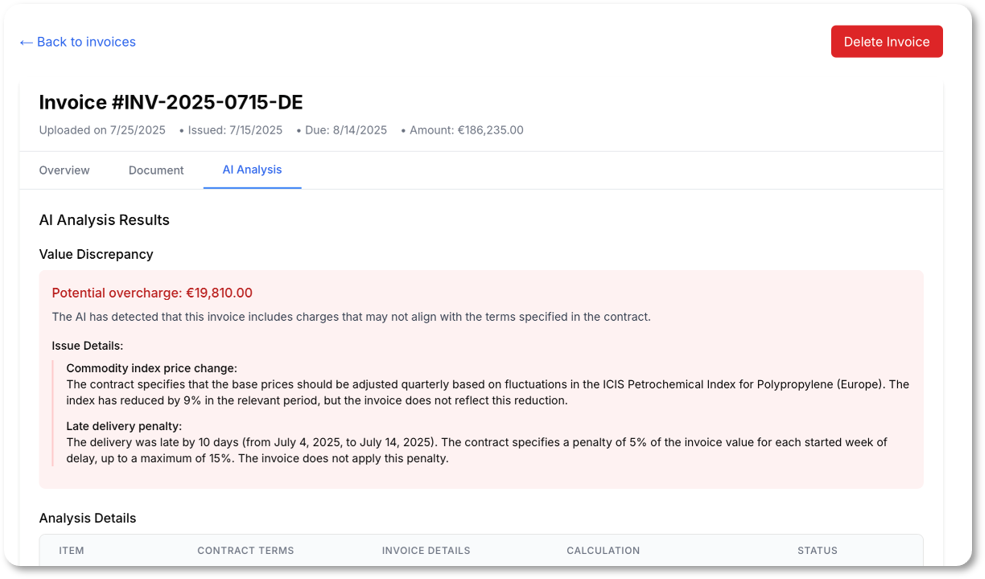 ← Back to invoices
Delete Invoice
Invoice #INV-2025-0715-DE
Uploaded on 7/25/2025 • Issued: 7/15/2025 • Due: 8/14/2025 • Amount: €186,235.00
Overview Document AI Analysis
AI Analysis Results
Value Discrepancy
Potential overcharge: €19,810.00
The AI has detected that this invoice includes charges that may not align with the terms specified in the contract.
Issue Details:
Commodity index price change:
The contract specifies that the base prices should be adjusted quarterly based on fluctuations in the ICIS Petrochemical Index for Polypropylene (Europe). The
index has reduced by 9% in the relevant period, but the invoice does not reflect this reduction.
Late delivery penalty:
The delivery was late by 10 days (from July 4, 2025, to July 14, 2025). The contract specifies a penalty of 5% of the invoice value for each started week of
delay, up to a maximum of 15%. The invoice does not apply this penalty.
Analysis Details
ITEM CONTRACT TERMS INVOICE DETAILS CALCULATION STATUS